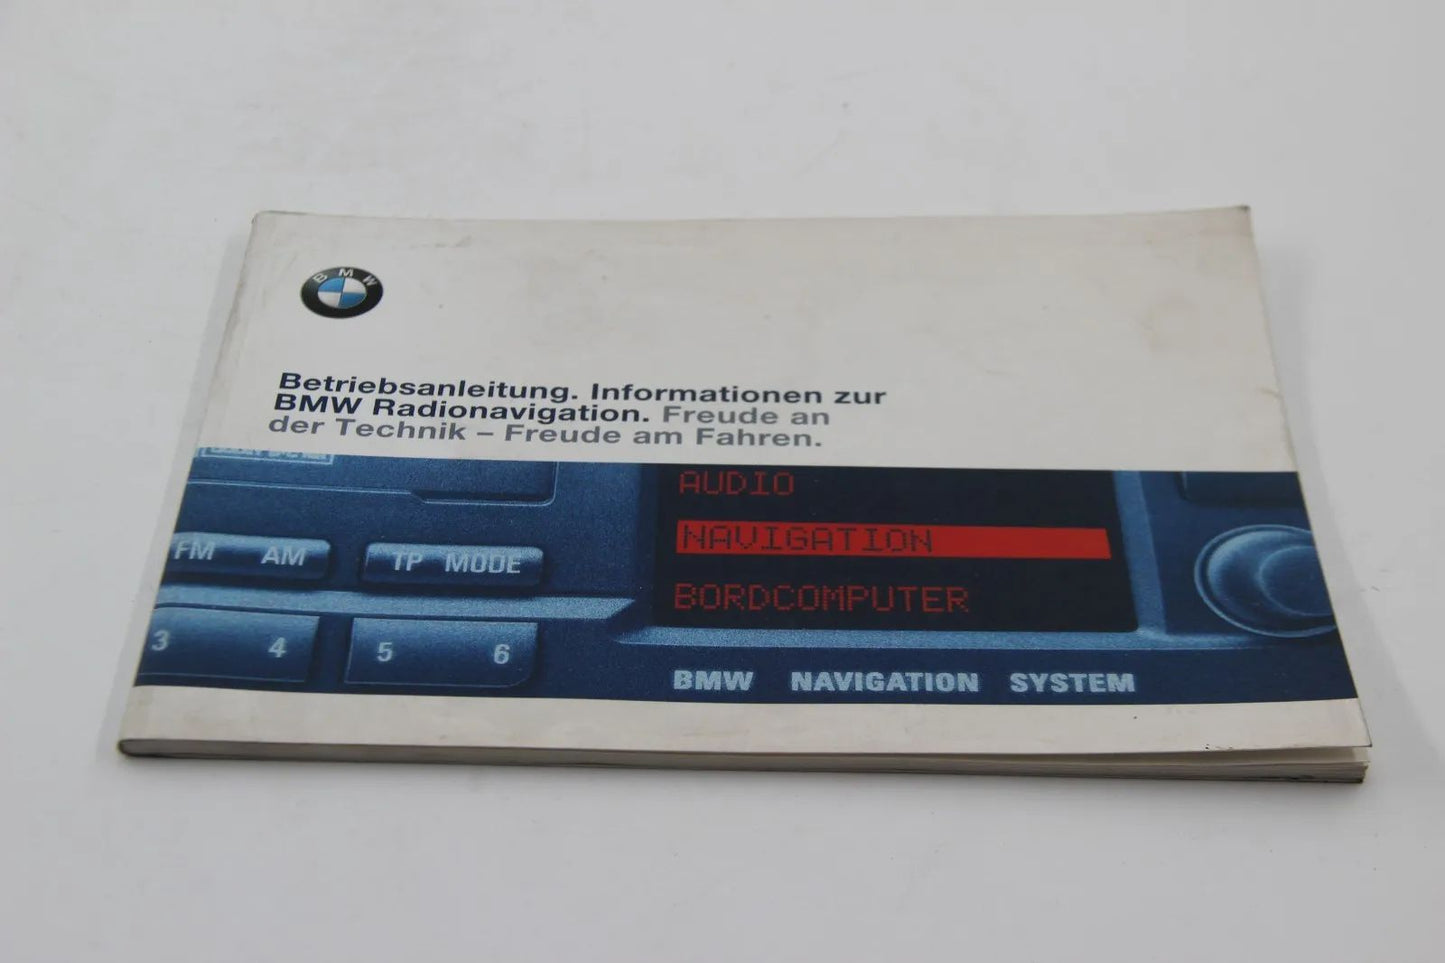 BMW
Betriebsanleitung. Informationen zur
BMW Radionavigation. Freude an
der Technik – Freude am Fahren.
AUDIO
FM AM TP MODE NAVIGATION
3 4 5 6 BORDCOMPUTER
BMW NAVIGATION SYSTEM